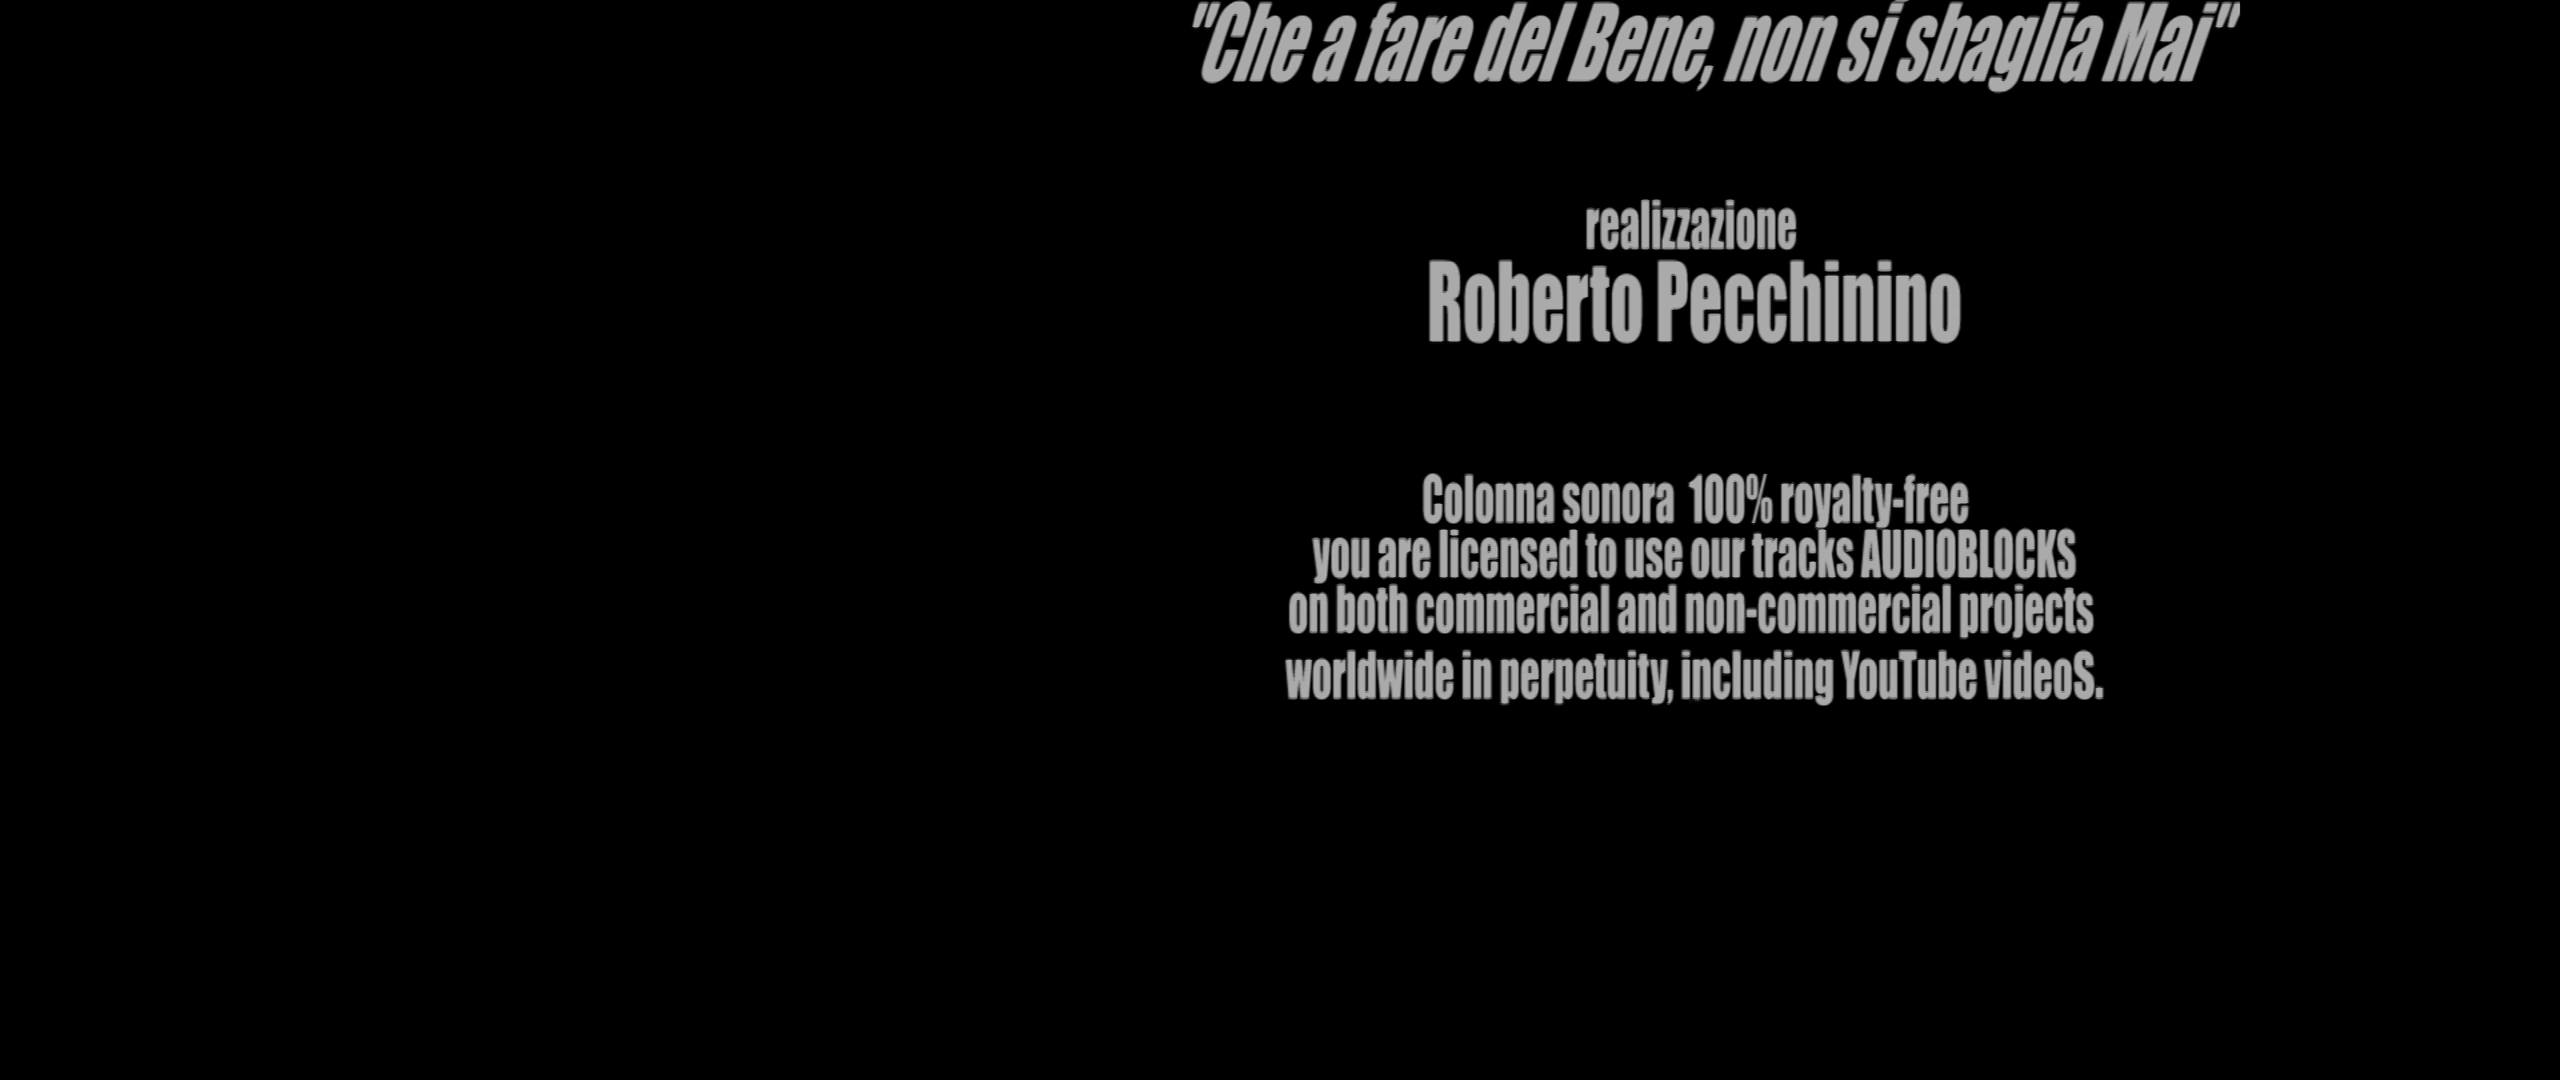 "Che a fare del Bene, non si sbaglia Mai"
realizzazione
Roberto Pecchinino
Colonna sonora 100% royalty-free
you are licensed to use our tracks AUDIOBLOCKS
on both commercial and non-commercial projects
worldwide in perpetuity, including YouTube videoS.